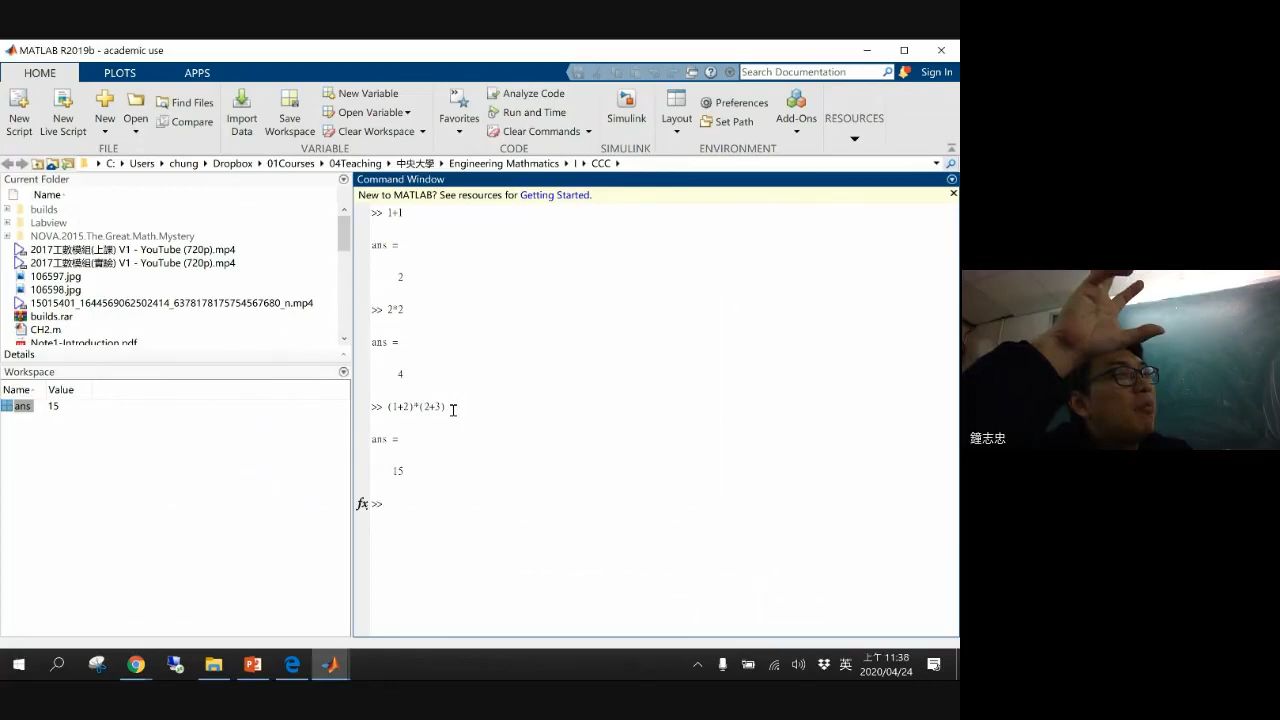 MATLAB R2019b - academic use
HOME PLOTS APPS
Search Documentation Sign In
New Script
New Live Script
New
Open
Find Files
Compare
FILE
Import Data
Save Workspace
New Variable
Open Variable
Clear Workspace
VARIABLE
Favorites
Analyze Code
Run and Time
Clear Commands
CODE
Simulink
SIMULINK
Layout
Preferences
Set Path
Add-Ons
ENVIRONMENT
RESOURCES
C: Users chung Dropbox 01Courses 04Teaching 中央大學 Engineering Mathmatics I CCC
Current Folder
Name
builds
Labview
NOVA.2015.The.Great.Math.Mystery
2017工數模組(上課) V1 - YouTube (720p).mp4
2017工數模組(實驗) V1 - YouTube (720p).mp4
106597.jpg
106598.jpg
15015401_1644569062502414_6378178175754567680_n.mp4
builds.rar
CH2.m
Note1-Introduction.pdf
Details
Workspace
Name Value
ans 15
Command Window
New to MATLAB? See resources for Getting Started.
>> 1+1
ans =
2
>> 2*2
ans =
4
>> (1+2)*(2+3)
ans =
15
fx >>
鐘志忠
英
上午 11:38
2020/04/24